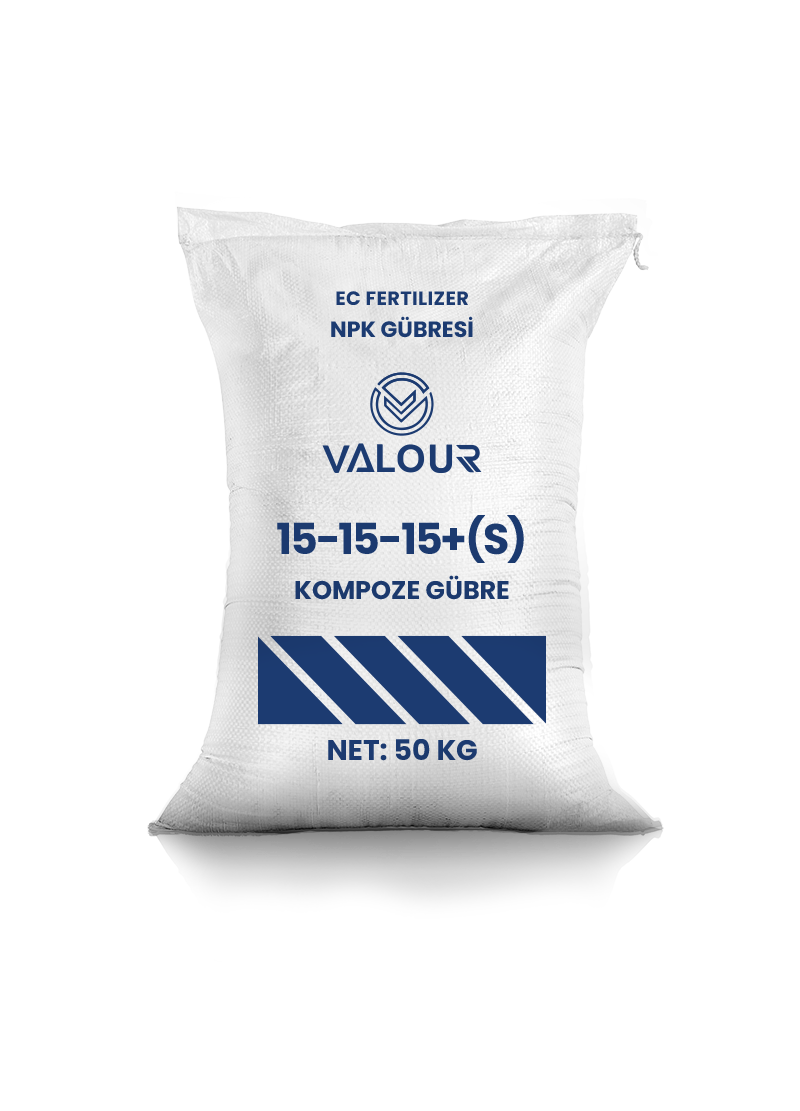 EC FERTILIZER
NPK GÜBRESİ
VALOUR
15-15-15+(S)
KOMPOZE GÜBRE
NET: 50 KG